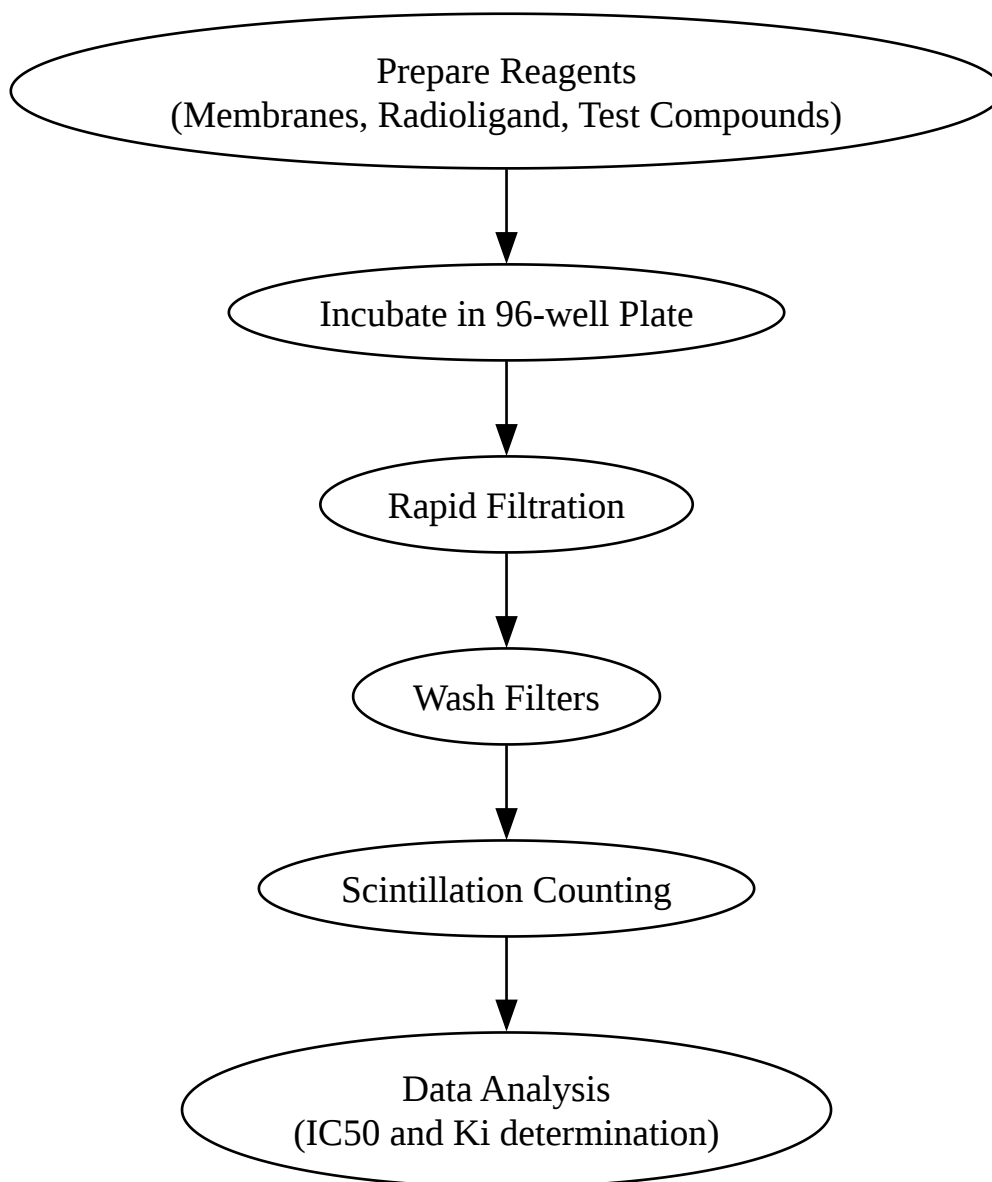 Prepare Reagents
(Membranes, Radioligand, Test Compounds)
Incubate in 96-well Plate
Rapid Filtration
Wash Filters
Scintillation Counting
Data Analysis
(IC50 and Ki determination)